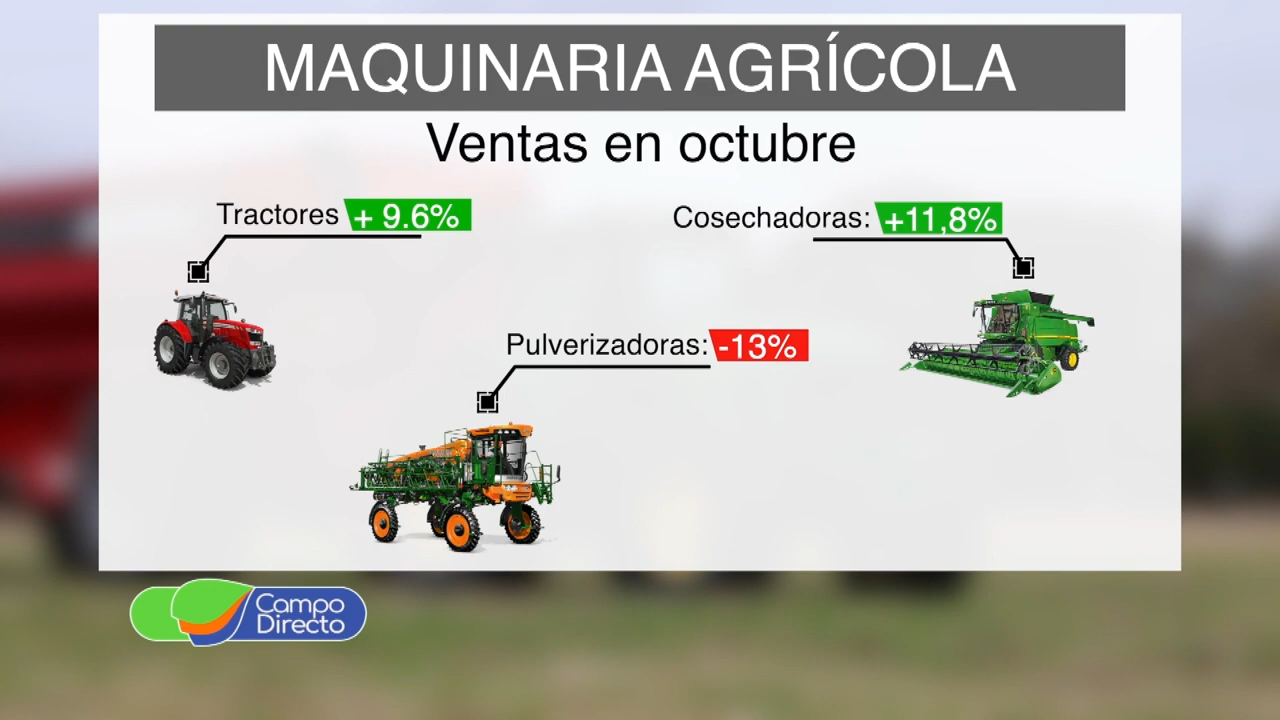 MAQUINARIA AGRÍCOLA
Ventas en octubre
Tractores + 9.6%
Cosechadoras: +11,8%
Pulverizadoras: -13%
Campo
Directo